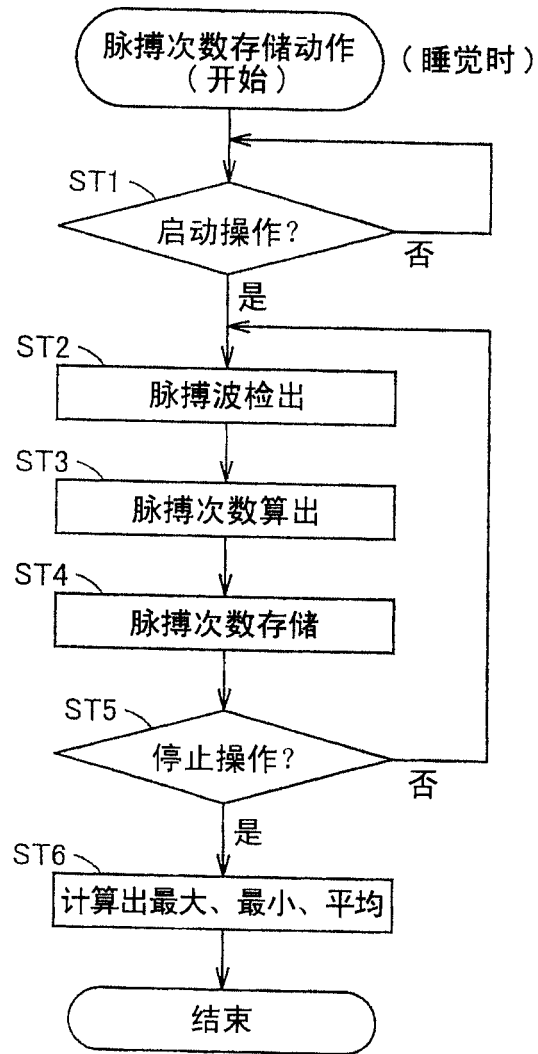 脉搏次数存储动作
（开始）
（睡觉时）
ST1
启动操作？
否
是
ST2
脉搏波检出
ST3
脉搏次数算出
ST4
脉搏次数存储
ST5
停止操作？
否
是
ST6
计算出最大、最小、平均
结束